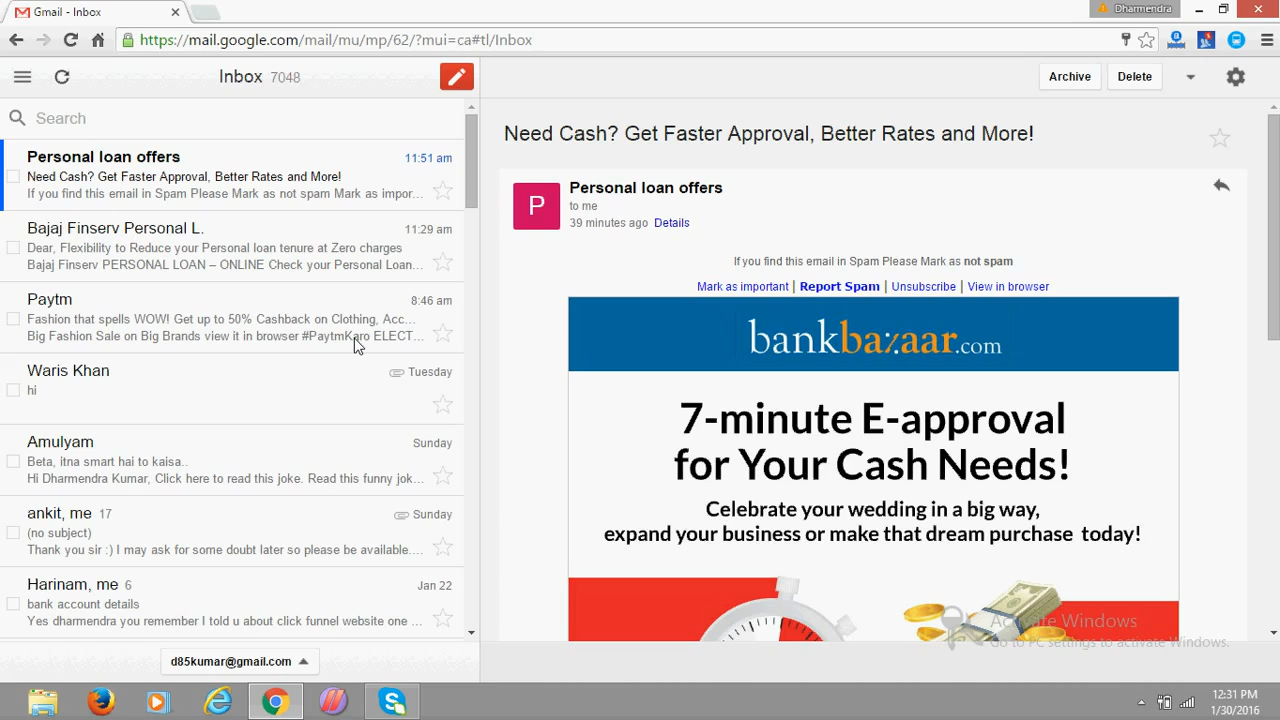 Gmail - Inbox
Dharmendra
https://mail.google.com/mail/mu/mp/62/?mui=ca#tl/Inbox
Inbox 7048
Archive
Delete
Search
Personal loan offers 11:51 am
Need Cash? Get Faster Approval, Better Rates and More!
If you find this email in Spam Please Mark as not spam Mark as impor...
Bajaj Finserv Personal L. 11:29 am
Dear, Flexibility to Reduce your Personal loan tenure at Zero charges
Bajaj Finserv PERSONAL LOAN – ONLINE Check your Personal Loan...
Paytm 8:46 am
Fashion that spells WOW! Get up to 50% Cashback on Clothing, Acc...
Big Fashion Sale on Big Brands view it in browser #PaytmKaro ELECT...
Waris Khan Tuesday
hi
Amulyam Sunday
Beta, itna smart hai to kaisa..
Hi Dharmendra Kumar, Click here to read this joke. Read this funny jok...
ankit, me 17 Sunday
(no subject)
Thank you sir :) I may ask for some doubt later so please be available....
Harinam, me 6 Jan 22
bank account details
Yes dharmendra you remember I told u about click funnel website one ...
d85kumar@gmail.com
Need Cash? Get Faster Approval, Better Rates and More!
P
Personal loan offers
to me
39 minutes ago Details
If you find this email in Spam Please Mark as not spam
Mark as important | Report Spam | Unsubscribe | View in browser
bankbazaar.com
7-minute E-approval
for Your Cash Needs!
Celebrate your wedding in a big way,
expand your business or make that dream purchase today!
Activate Windows
Go to PC settings to activate Windows.
12:31 PM
1/30/2016